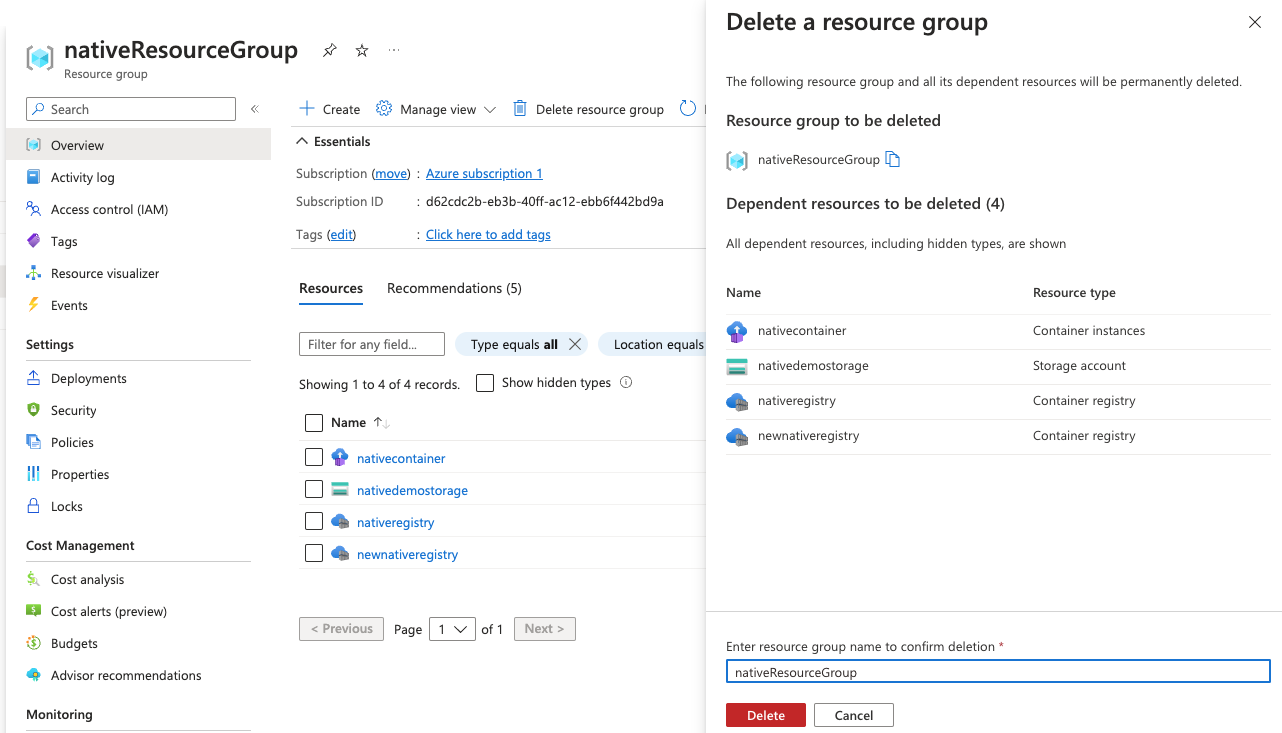 nativeResourceGroup
Resource group
Search
Overview
Activity log
Access control (IAM)
Tags
Resource visualizer
Events
Settings
Deployments
Security
Policies
Properties
Locks
Cost Management
Cost analysis
Cost alerts (preview)
Budgets
Advisor recommendations
Monitoring
Create
Manage view
Delete resource group
Essentials
Subscription (move) : Azure subscription 1
Subscription ID : d62cdc2b-eb3b-40ff-ac12-ebb6f442bd9a
Tags (edit) : Click here to add tags
Resources Recommendations (5)
Filter for any field... Type equals all Location equals
Showing 1 to 4 of 4 records. Show hidden types
Name
nativecontainer
nativedemostorage
nativeregistry
newnativeregistry
< Previous Page 1 of 1 Next >
Delete a resource group
The following resource group and all its dependent resources will be permanently deleted.
Resource group to be deleted
nativeResourceGroup
Dependent resources to be deleted (4)
All dependent resources, including hidden types, are shown
Name Resource type
nativecontainer Container instances
nativedemostorage Storage account
nativeregistry Container registry
newnativeregistry Container registry
Enter resource group name to confirm deletion *
nativeResourceGroup
Delete Cancel